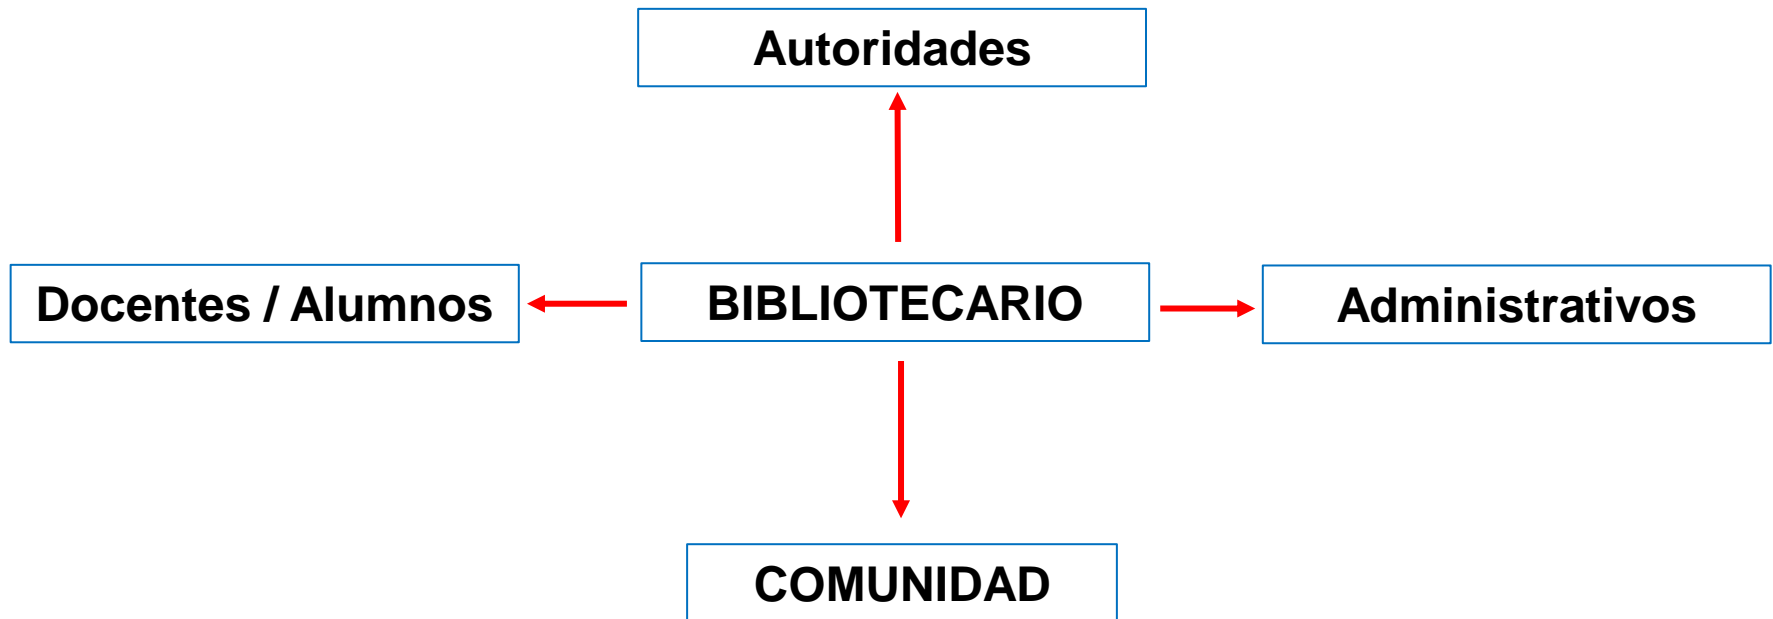 Autoridades
Docentes / Alumnos
BIBLIOTECARIO
Administrativos
COMUNIDAD